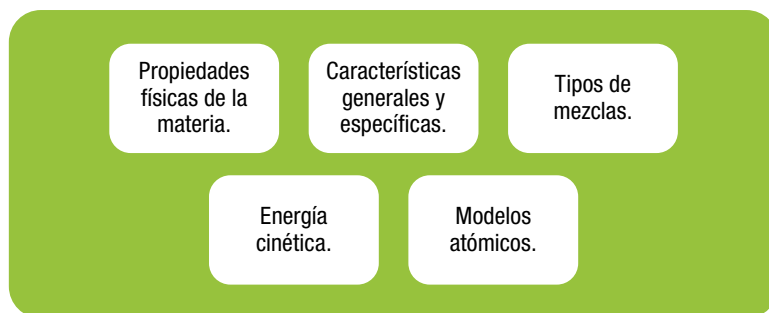 Propiedades
físicas de la
materia.
Características
generales y
específicas.
Tipos de
mezclas.
Energía
cinética.
Modelos
atómicos.